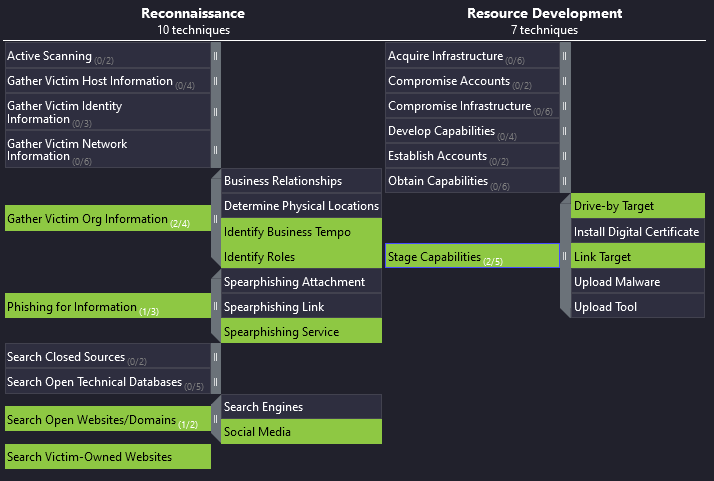 Reconnaissance
10 techniques
Active Scanning (0/2)
Gather Victim Host Information (0/4)
Gather Victim Identity
Information (0/3)
Gather Victim Network
Information (0/6)
Gather Victim Org Information (2/4)
Business Relationships
Determine Physical Locations
Identify Business Tempo
Identify Roles
Phishing for Information (1/3)
Spearphishing Attachment
Spearphishing Link
Spearphishing Service
Search Closed Sources (0/2)
Search Open Technical Databases (0/5)
Search Open Websites/Domains (1/2)
Search Engines
Social Media
Search Victim-Owned Websites
Resource Development
7 techniques
Acquire Infrastructure (0/6)
Compromise Accounts (0/2)
Compromise Infrastructure (0/6)
Develop Capabilities (0/4)
Establish Accounts (0/2)
Obtain Capabilities (0/6)
Stage Capabilities (2/5)
Drive-by Target
Install Digital Certificate
Link Target
Upload Malware
Upload Tool